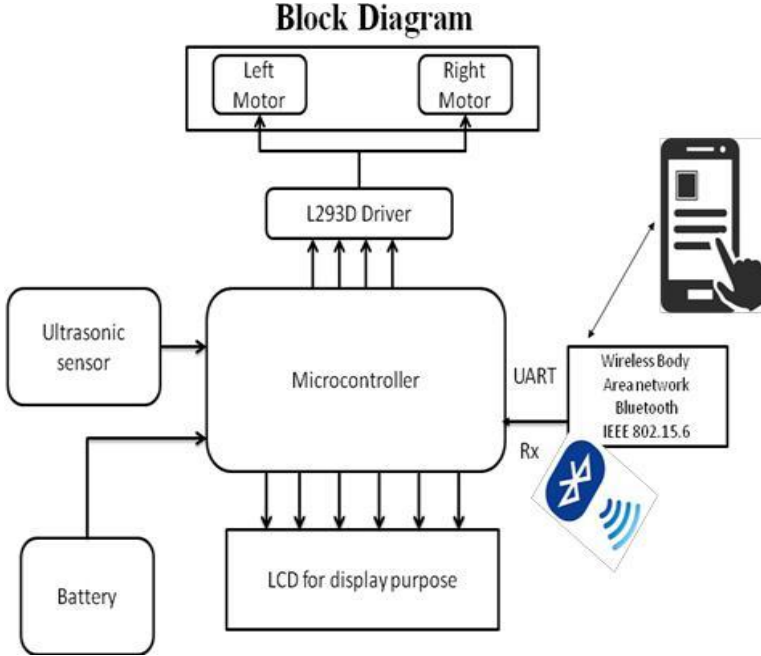 Block Diagram
Left
Motor
Right
Motor
L293D Driver
Ultrasonic
sensor
Microcontroller
UART
Rx
Wireless Body
Area network
Bluetooth
IEEE 802.15.6
LCD for display purpose
Battery